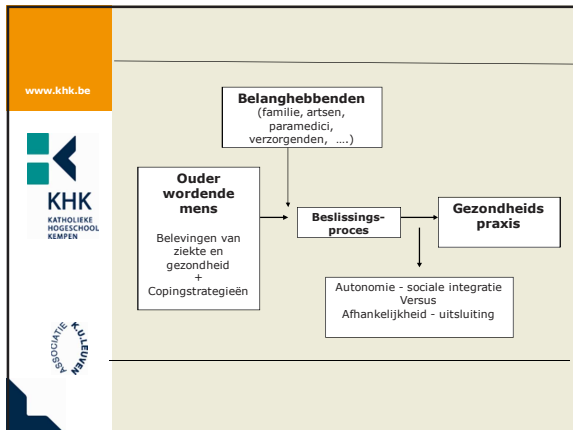 www.khk.be
KHK
KATHOLIEKE
HOGESCHOOL
KEMPEN
ASSOCIATIE
K.U.LEUVEN
Belanghebbenden
(familie, artsen,
paramedici,
verzorgenden, ….)
Ouder
wordende
mens
Belevingen van
ziekte en
gezondheid
+
Copingstrategieën
Beslissings-
proces
Gezondheids
praxis
Autonomie - sociale integratie
Versus
Afhankelijkheid - uitsluiting